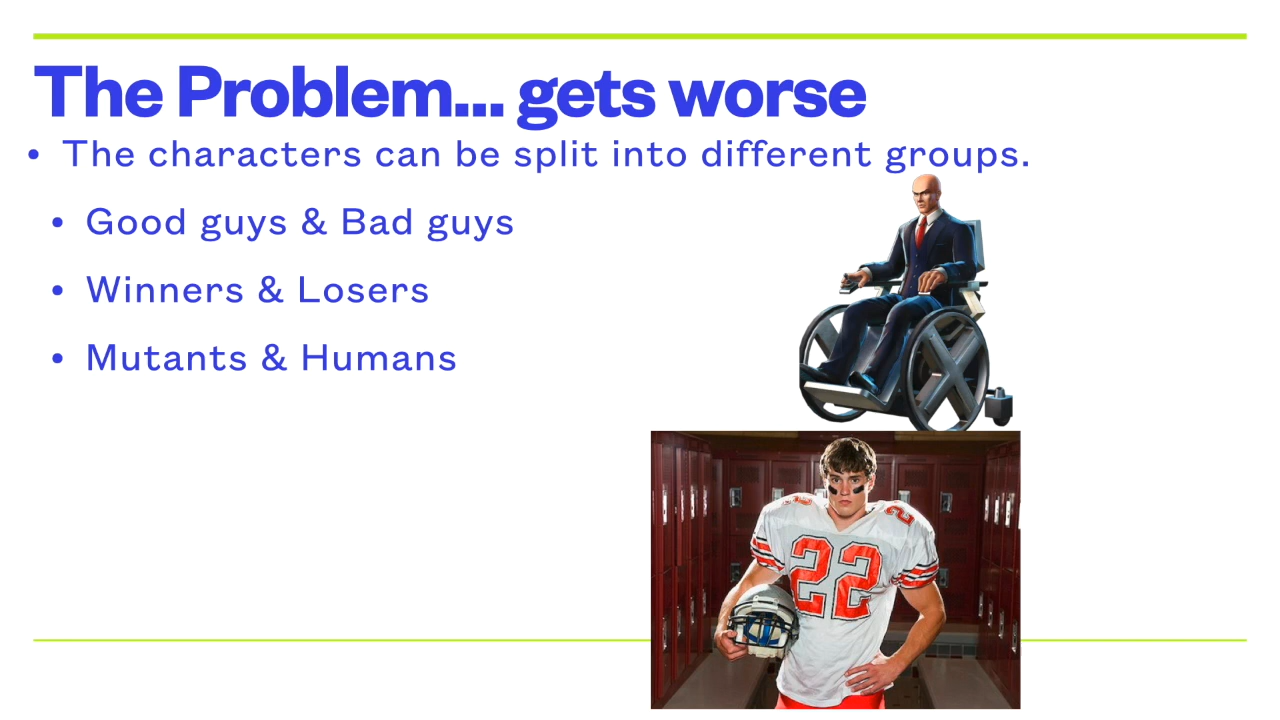 The Problem... gets worse
• The characters can be split into different groups.
• Good guys & Bad guys
• Winners & Losers
• Mutants & Humans
22
2